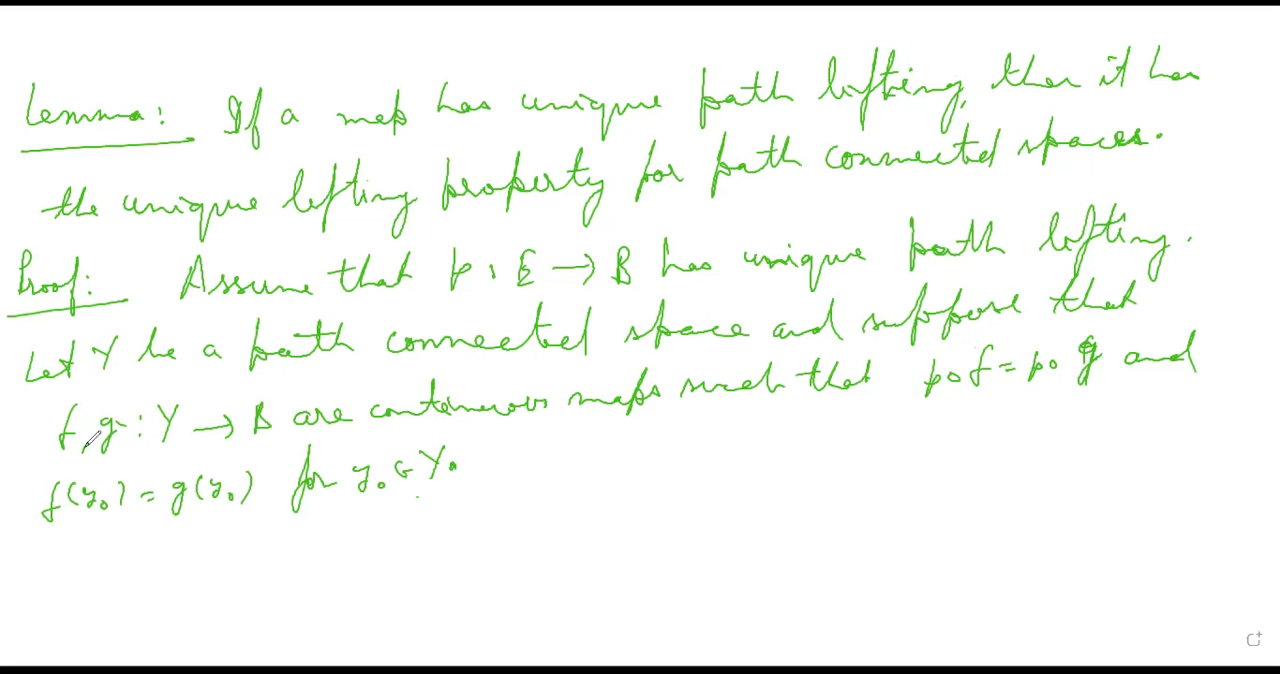 Lemma: If a map has unique path lifting, then it has
the unique lifting property for path connected spaces.
Proof: Assume that p : E → B has unique path lifting.
Let Y be a path connected space and suppose that
f, g : Y → B are continuous maps such that p∘f = p∘g and
f(y₀) = g(y₀) for y₀ ∈ Y.